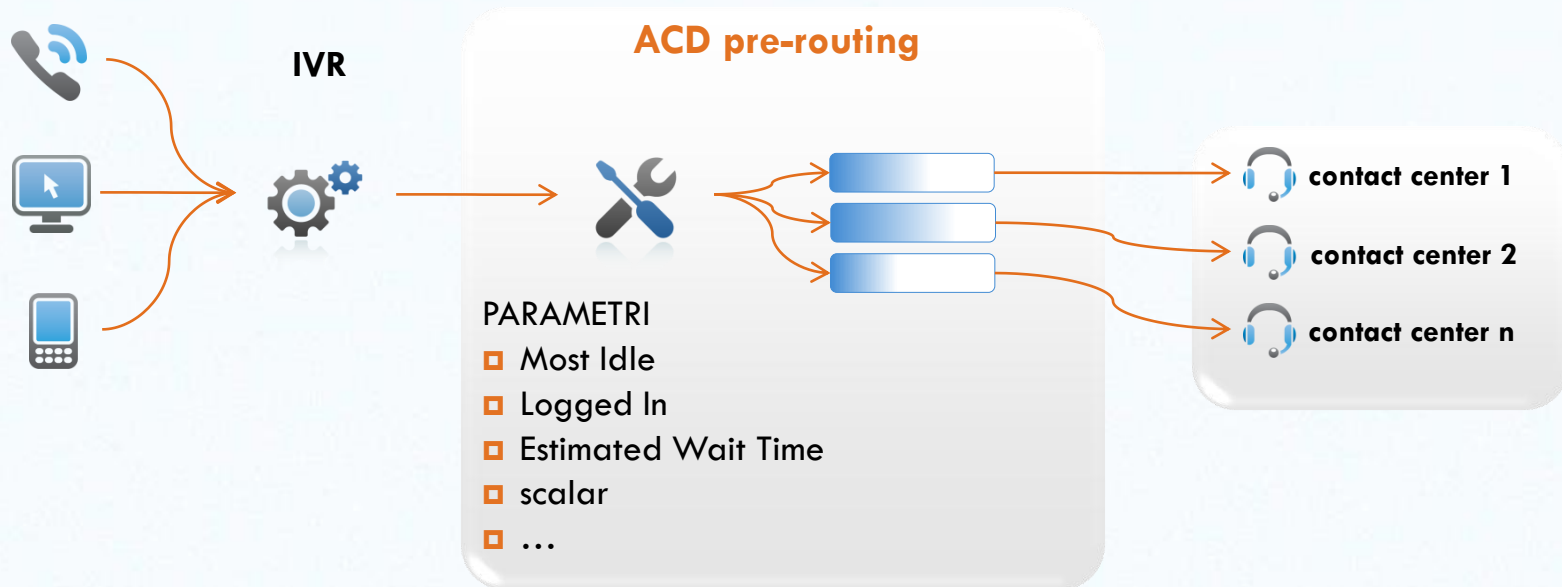 IVR
ACD pre-routing
PARAMETRI
Most Idle
Logged In
Estimated Wait Time
scalar
…
contact center 1
contact center 2
contact center n